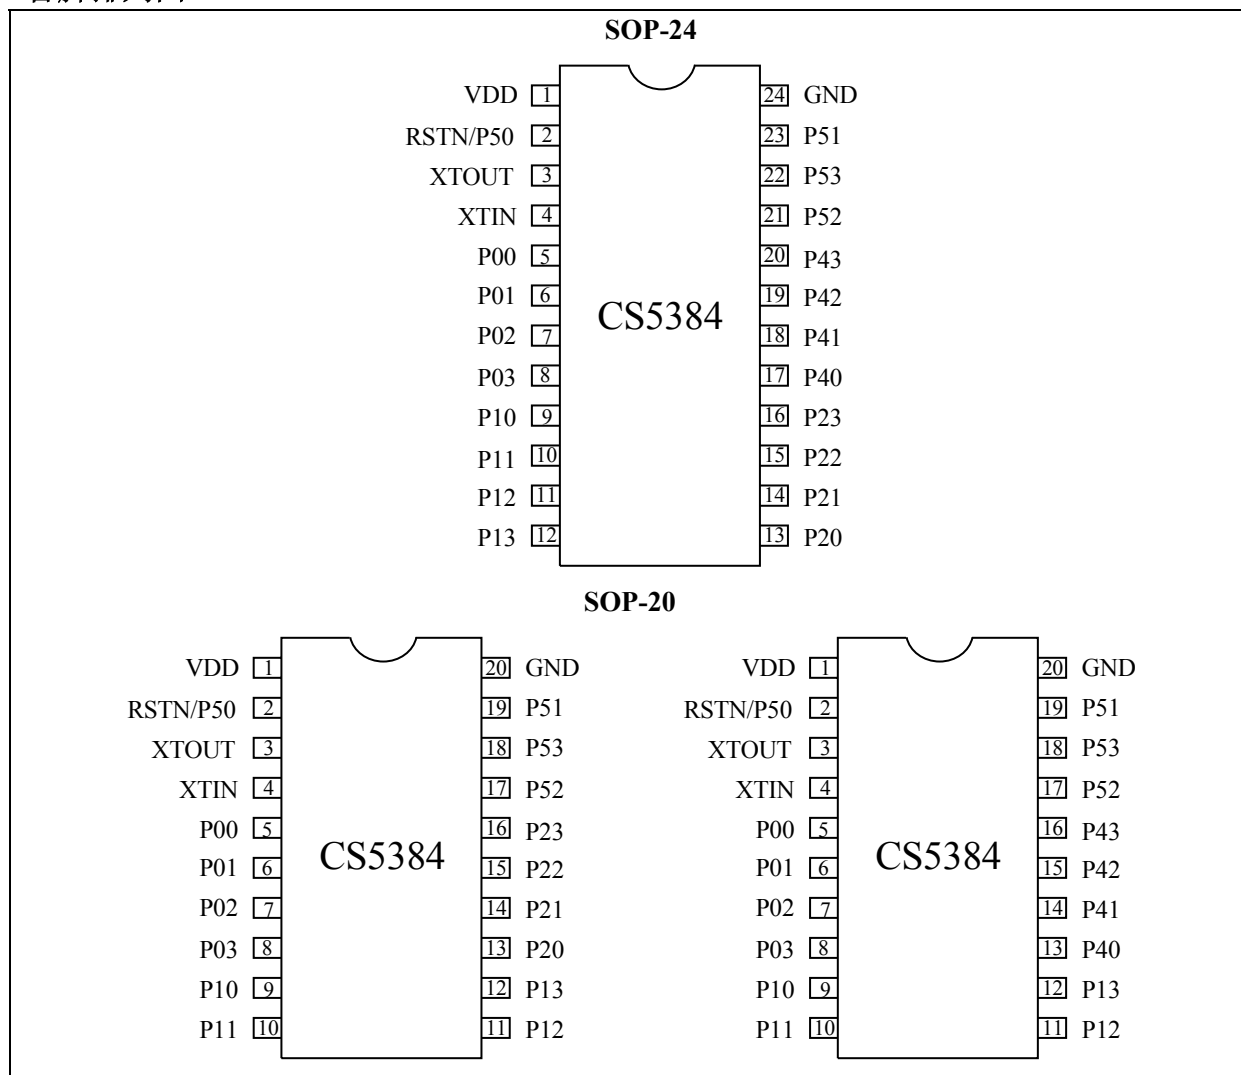 SOP-24
VDD 1 24 GND
RSTN/P50 2 23 P51
XTOUT 3 22 P53
XTIN 4 21 P52
P00 5 20 P43
P01 6 19 P42
CS5384
P02 7 18 P41
P03 8 17 P40
P10 9 16 P23
P11 10 15 P22
P12 11 14 P21
P13 12 13 P20
SOP-20
VDD 1 20 GND
RSTN/P50 2 19 P51
XTOUT 3 18 P53
XTIN 4 17 P52
P00 5 16 P23
CS5384
P01 6 15 P22
P02 7 14 P21
P03 8 13 P20
P10 9 12 P13
P11 10 11 P12
VDD 1 20 GND
RSTN/P50 2 19 P51
XTOUT 3 18 P53
XTIN 4 17 P52
P00 5 16 P43
CS5384
P01 6 15 P42
P02 7 14 P41
P03 8 13 P40
P10 9 12 P13
P11 10 11 P12